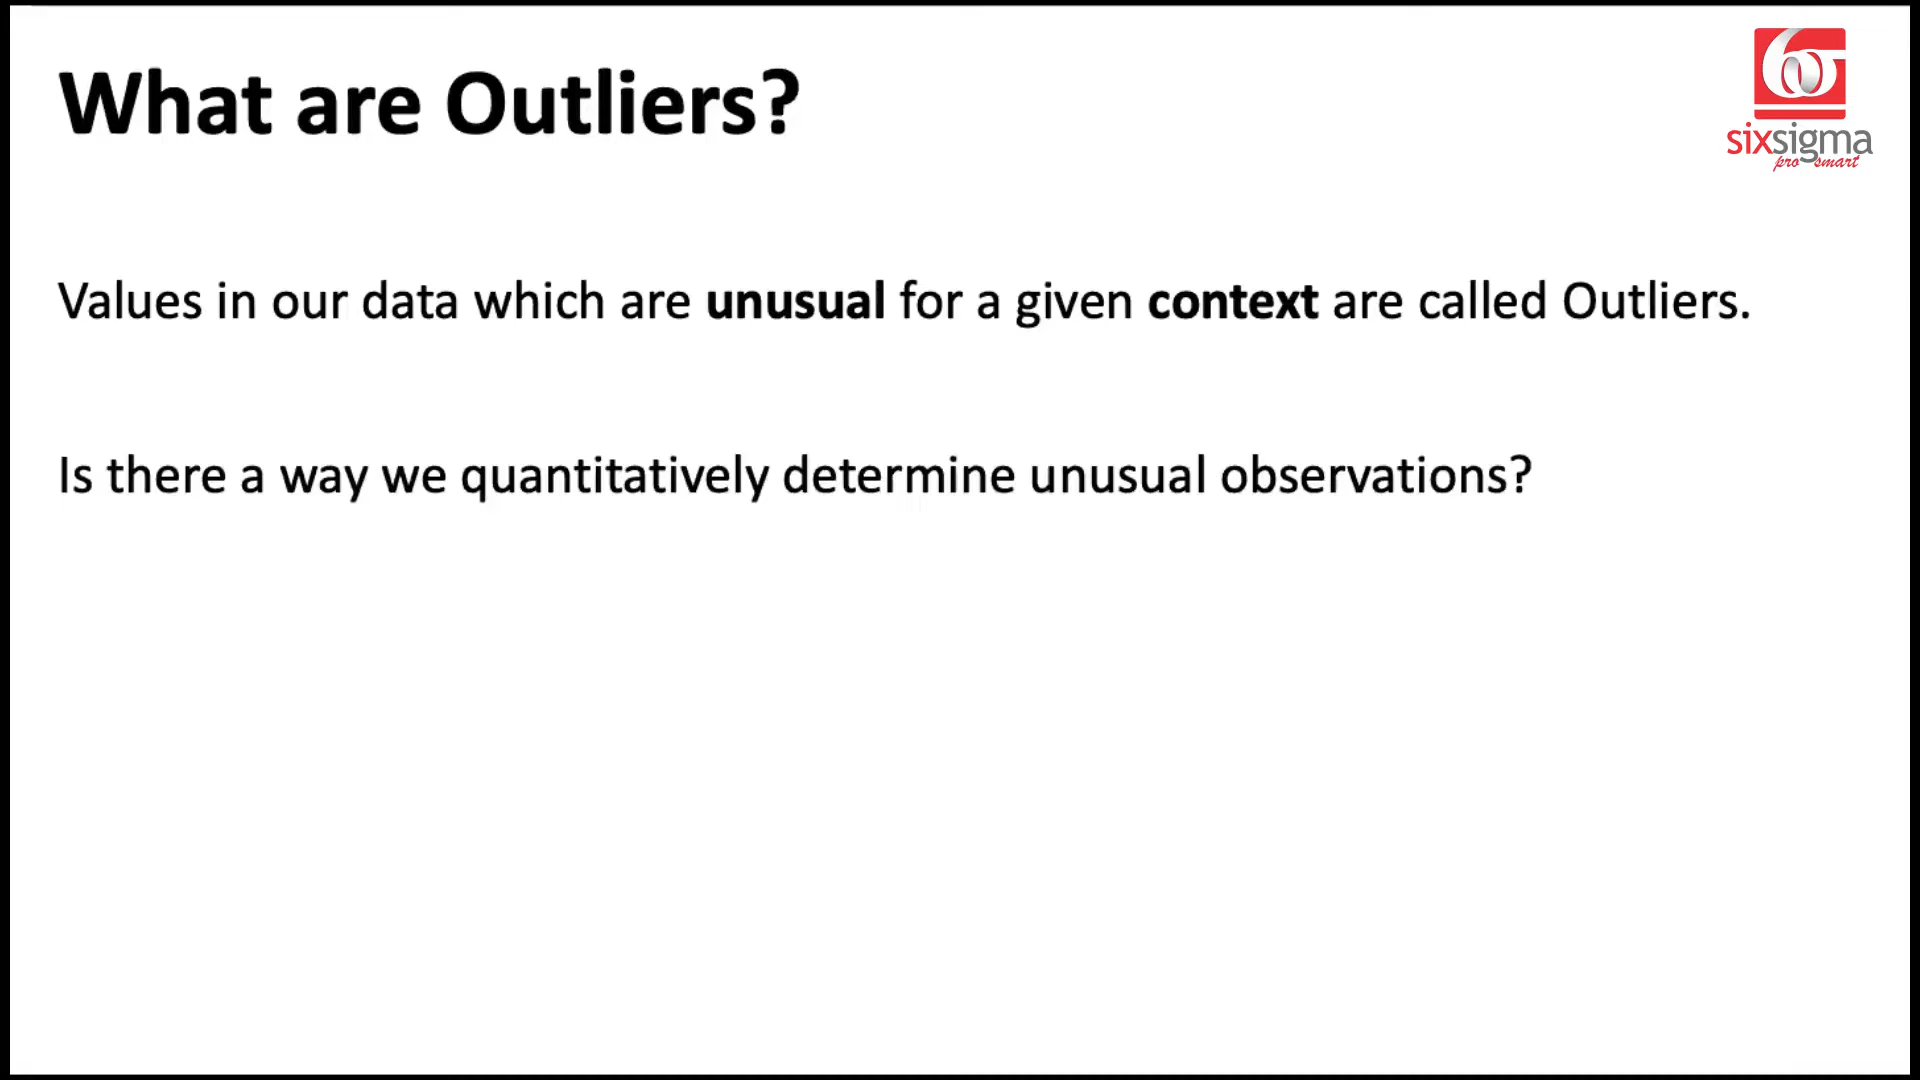 What are Outliers?
sixsigma
pro smart
Values in our data which are unusual for a given context are called Outliers.
Is there a way we quantitatively determine unusual observations?